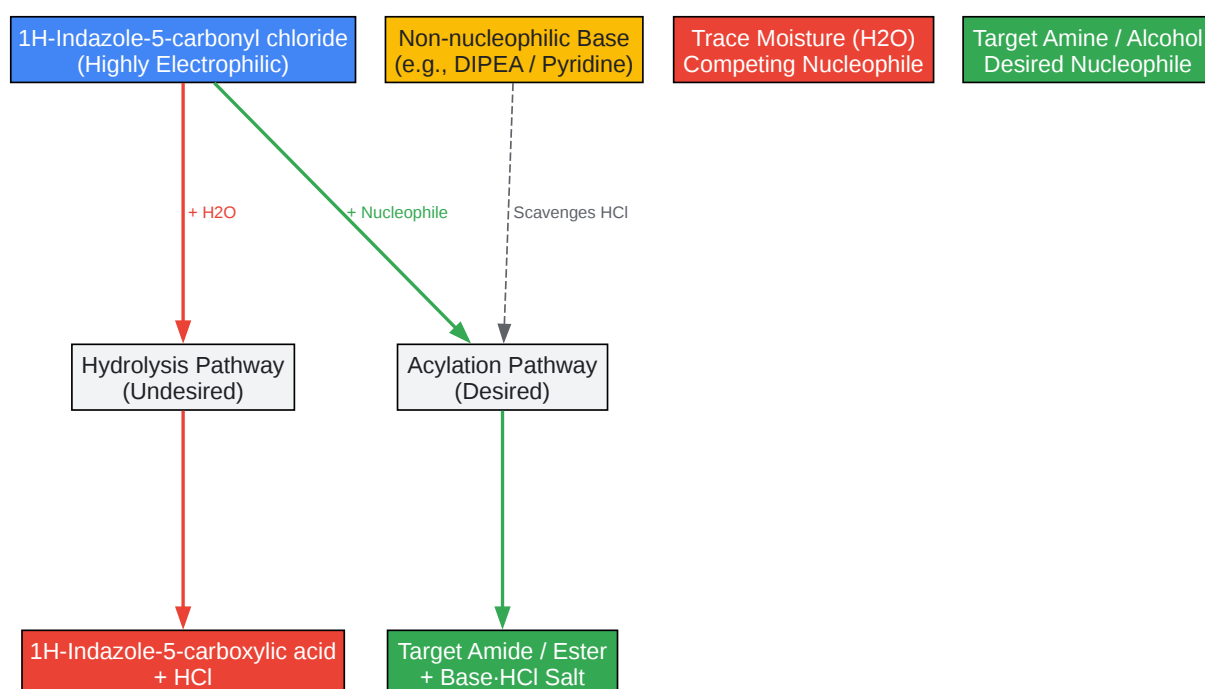 1H-Indazole-5-carbonyl chloride
(Highly Electrophilic)
Non-nucleophilic Base
(e.g., DIPEA / Pyridine)
Trace Moisture (H2O)
Competing Nucleophile
Target Amine / Alcohol
Desired Nucleophile
+ H2O
+ Nucleophile
Scavenges HCl
Hydrolysis Pathway
(Undesired)
Acylation Pathway
(Desired)
1H-Indazole-5-carboxylic acid
+ HCl
Target Amide / Ester
+ Base·HCl Salt